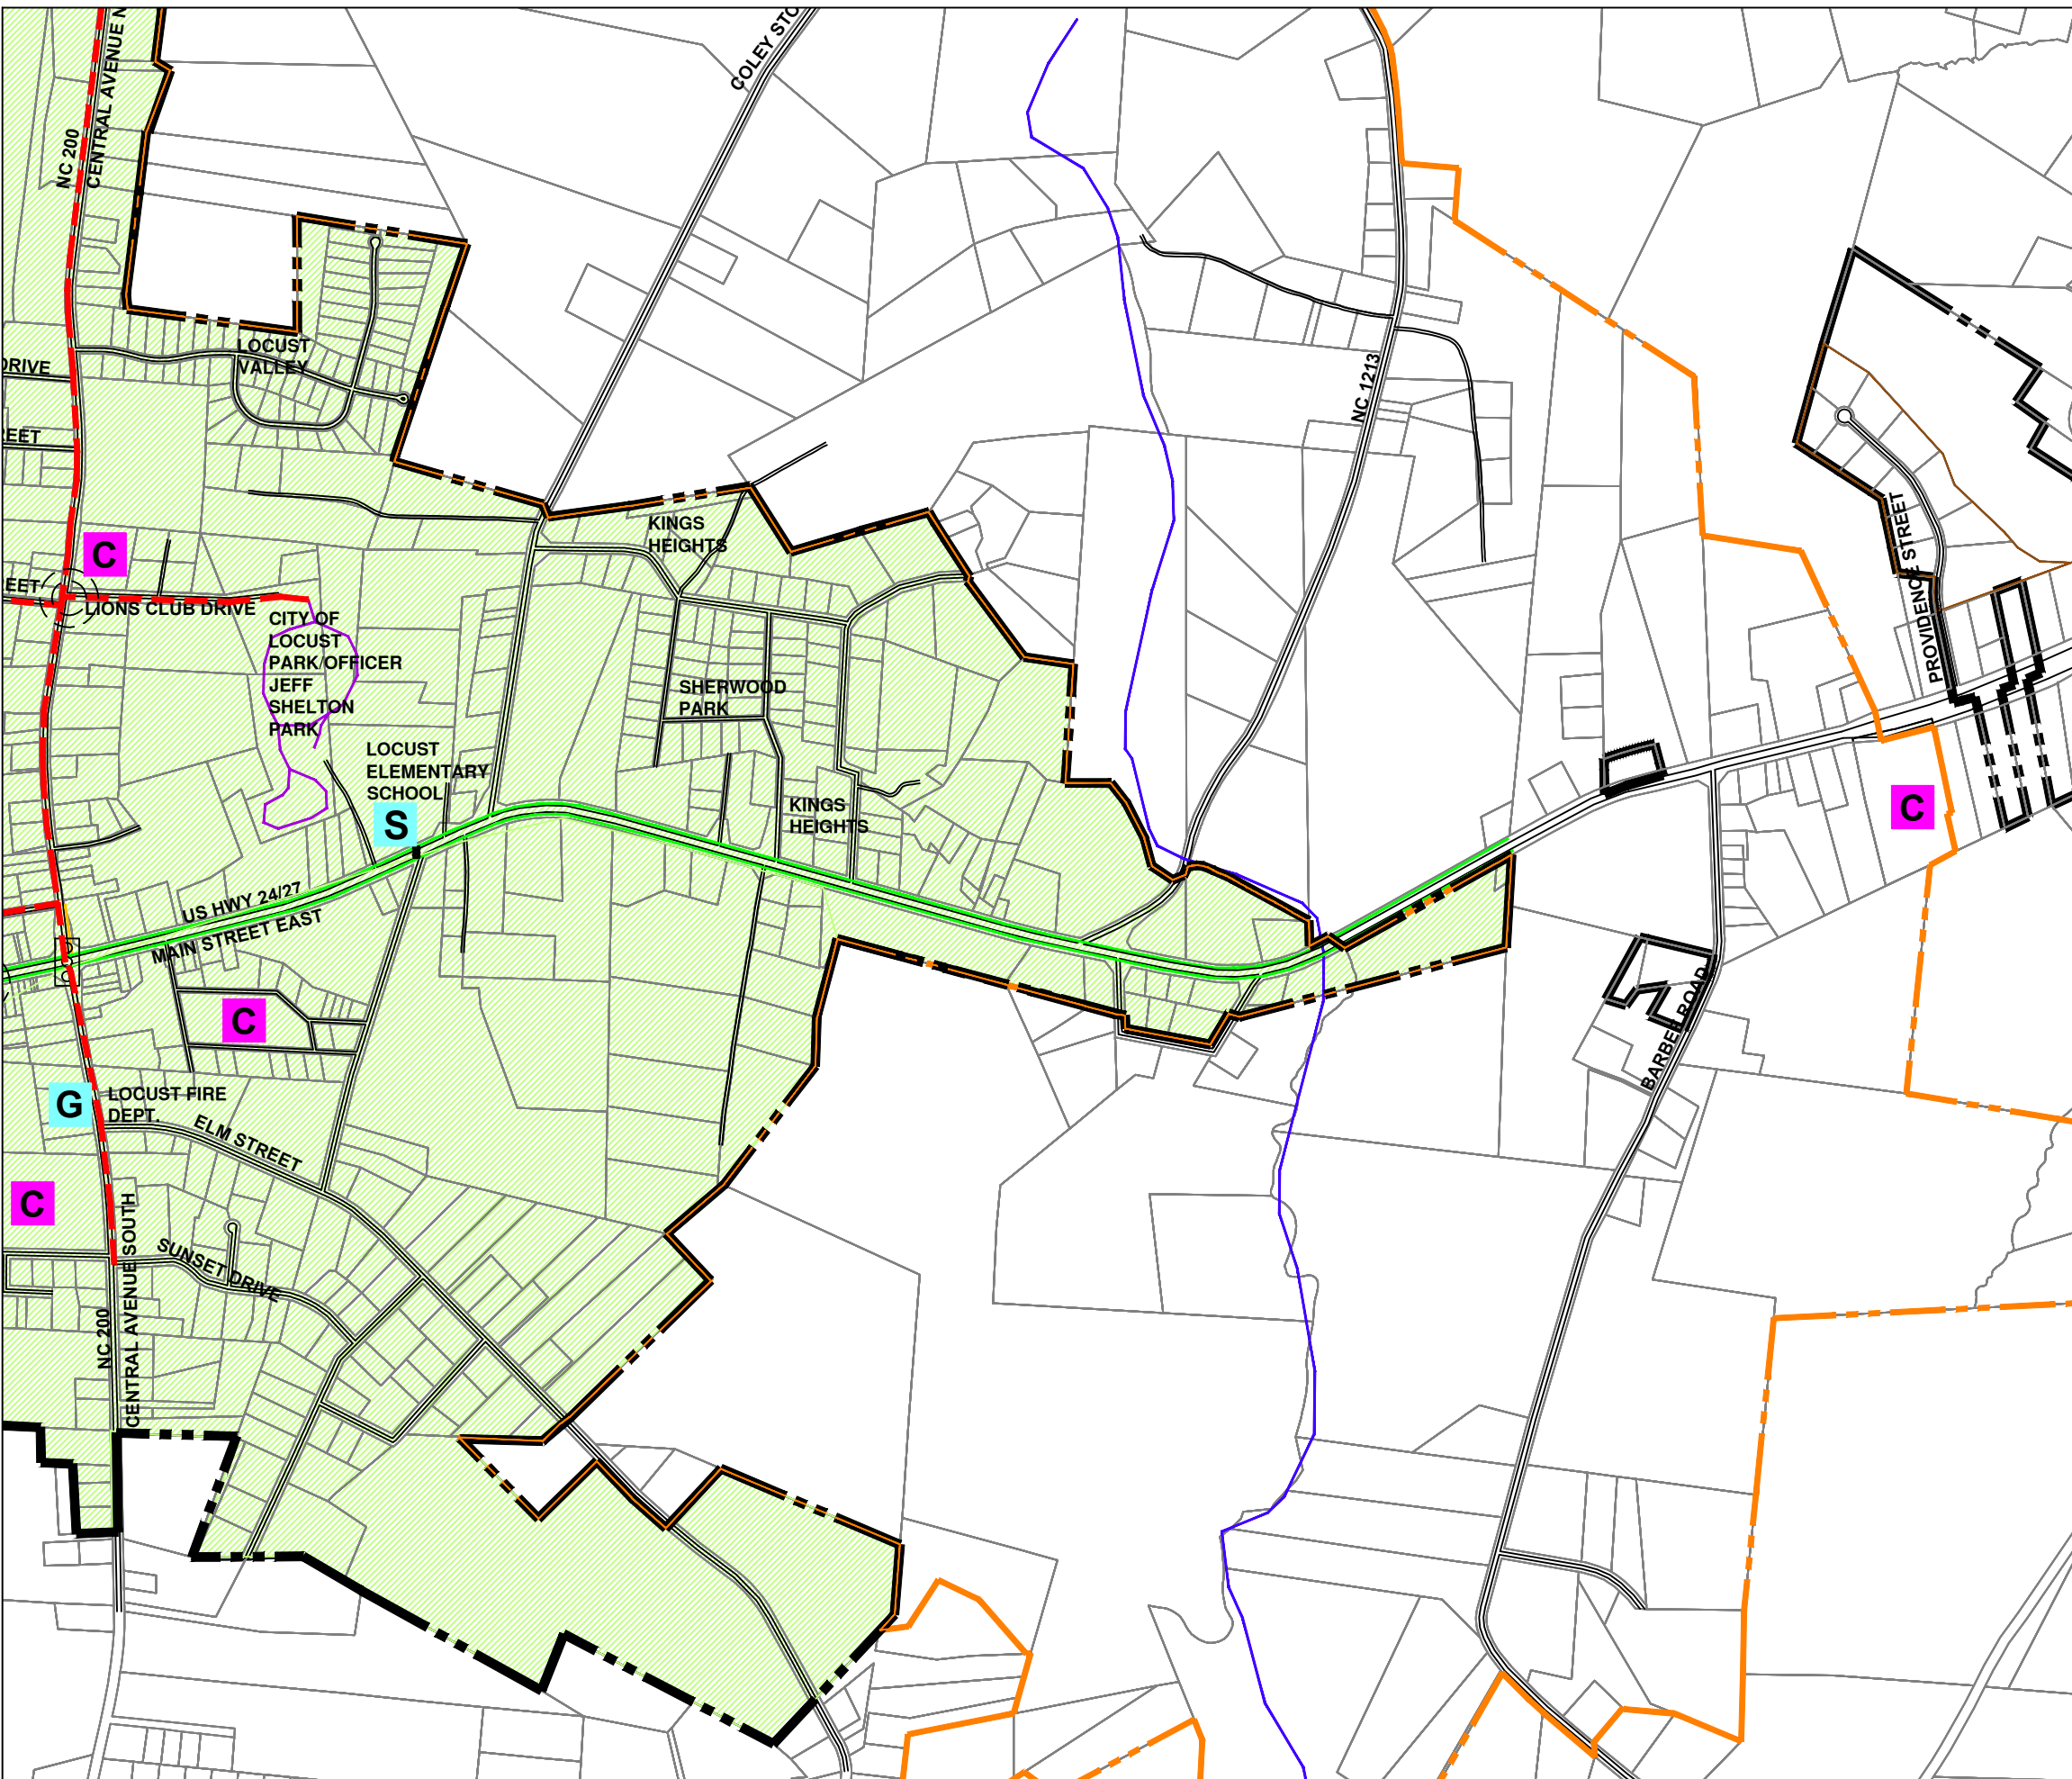 CENTRAL AVENUE N
NC 200
COLEY STO
NC 1213
LOCUST
VALLEY
DRIVE
REET
KINGS
HEIGHTS
C
REET
LIONS CLUB DRIVE
CITY OF
LOCUST
PARK/OFFICER
JEFF
SHELTON
PARK
SHERWOOD
PARK
PROVIDENCE STREET
LOCUST
ELEMENTARY
SCHOOL
S
KINGS
HEIGHTS
C
US HWY 24/27
MAIN STREET EAST
C
BARBEE ROAD
G
LOCUST FIRE
DEPT.
ELM STREET
C
SUNSET DRIVE
NC 200
CENTRAL AVENUE SOUTH